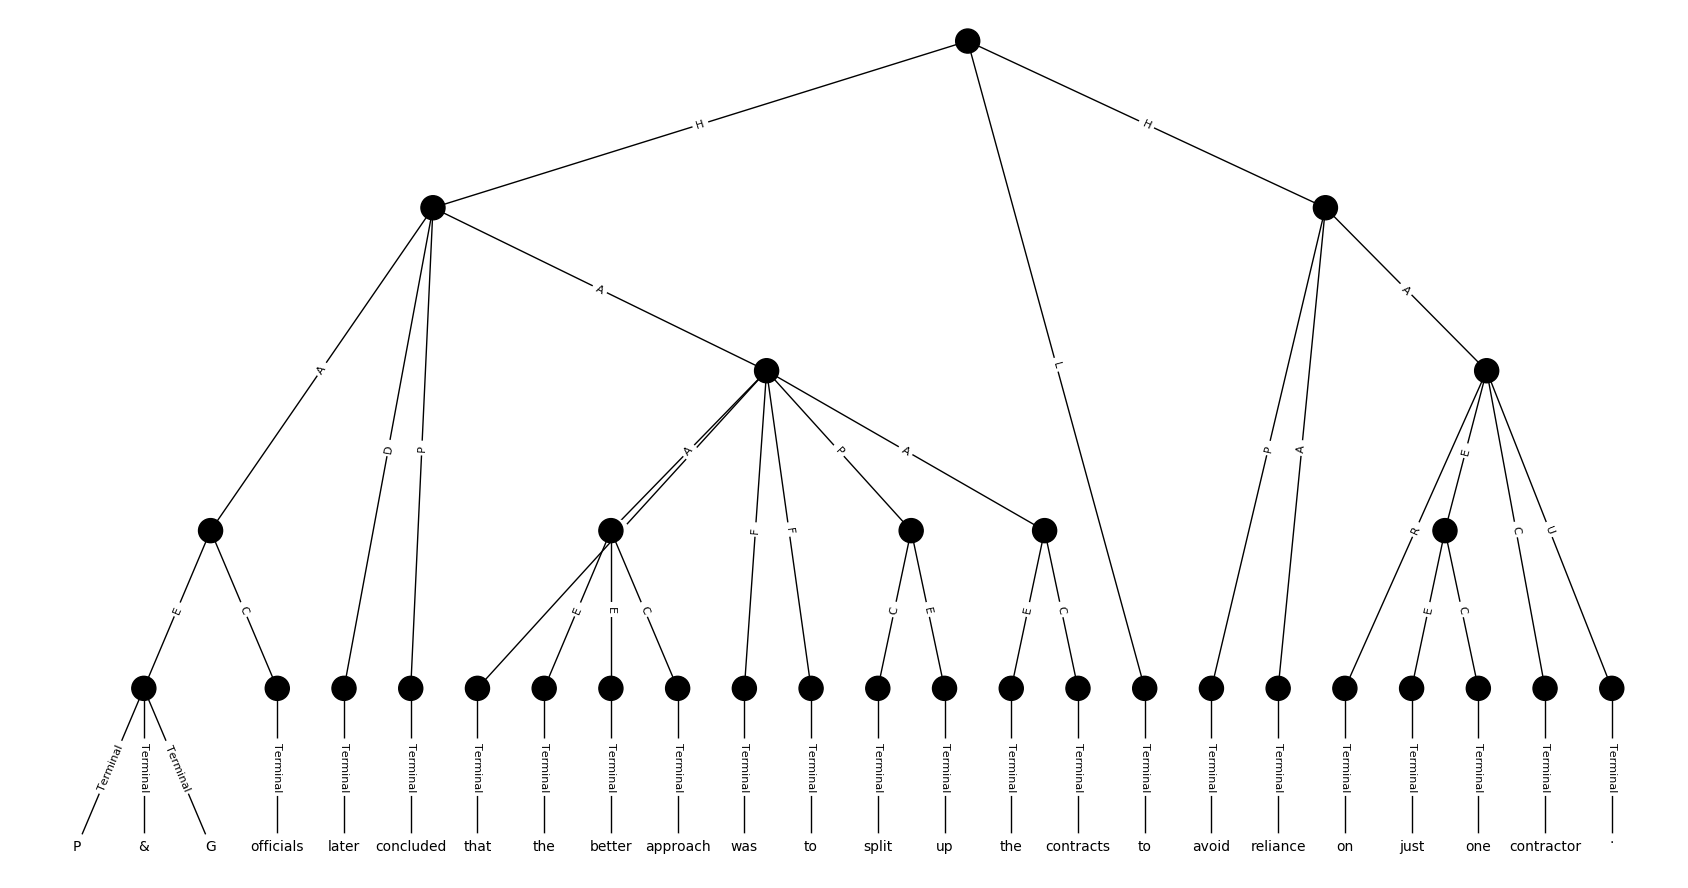 H H
A D P A L P A A
A F F P A R E C U
E C E E C C E E C E C
Terminal Terminal Terminal Terminal Terminal Terminal Terminal Terminal Terminal Terminal Terminal Terminal Terminal Terminal Terminal Terminal Terminal Terminal Terminal Terminal Terminal Terminal Terminal Terminal
P & G officials later concluded that the better approach was to split up the contracts to avoid reliance on just one contractor .